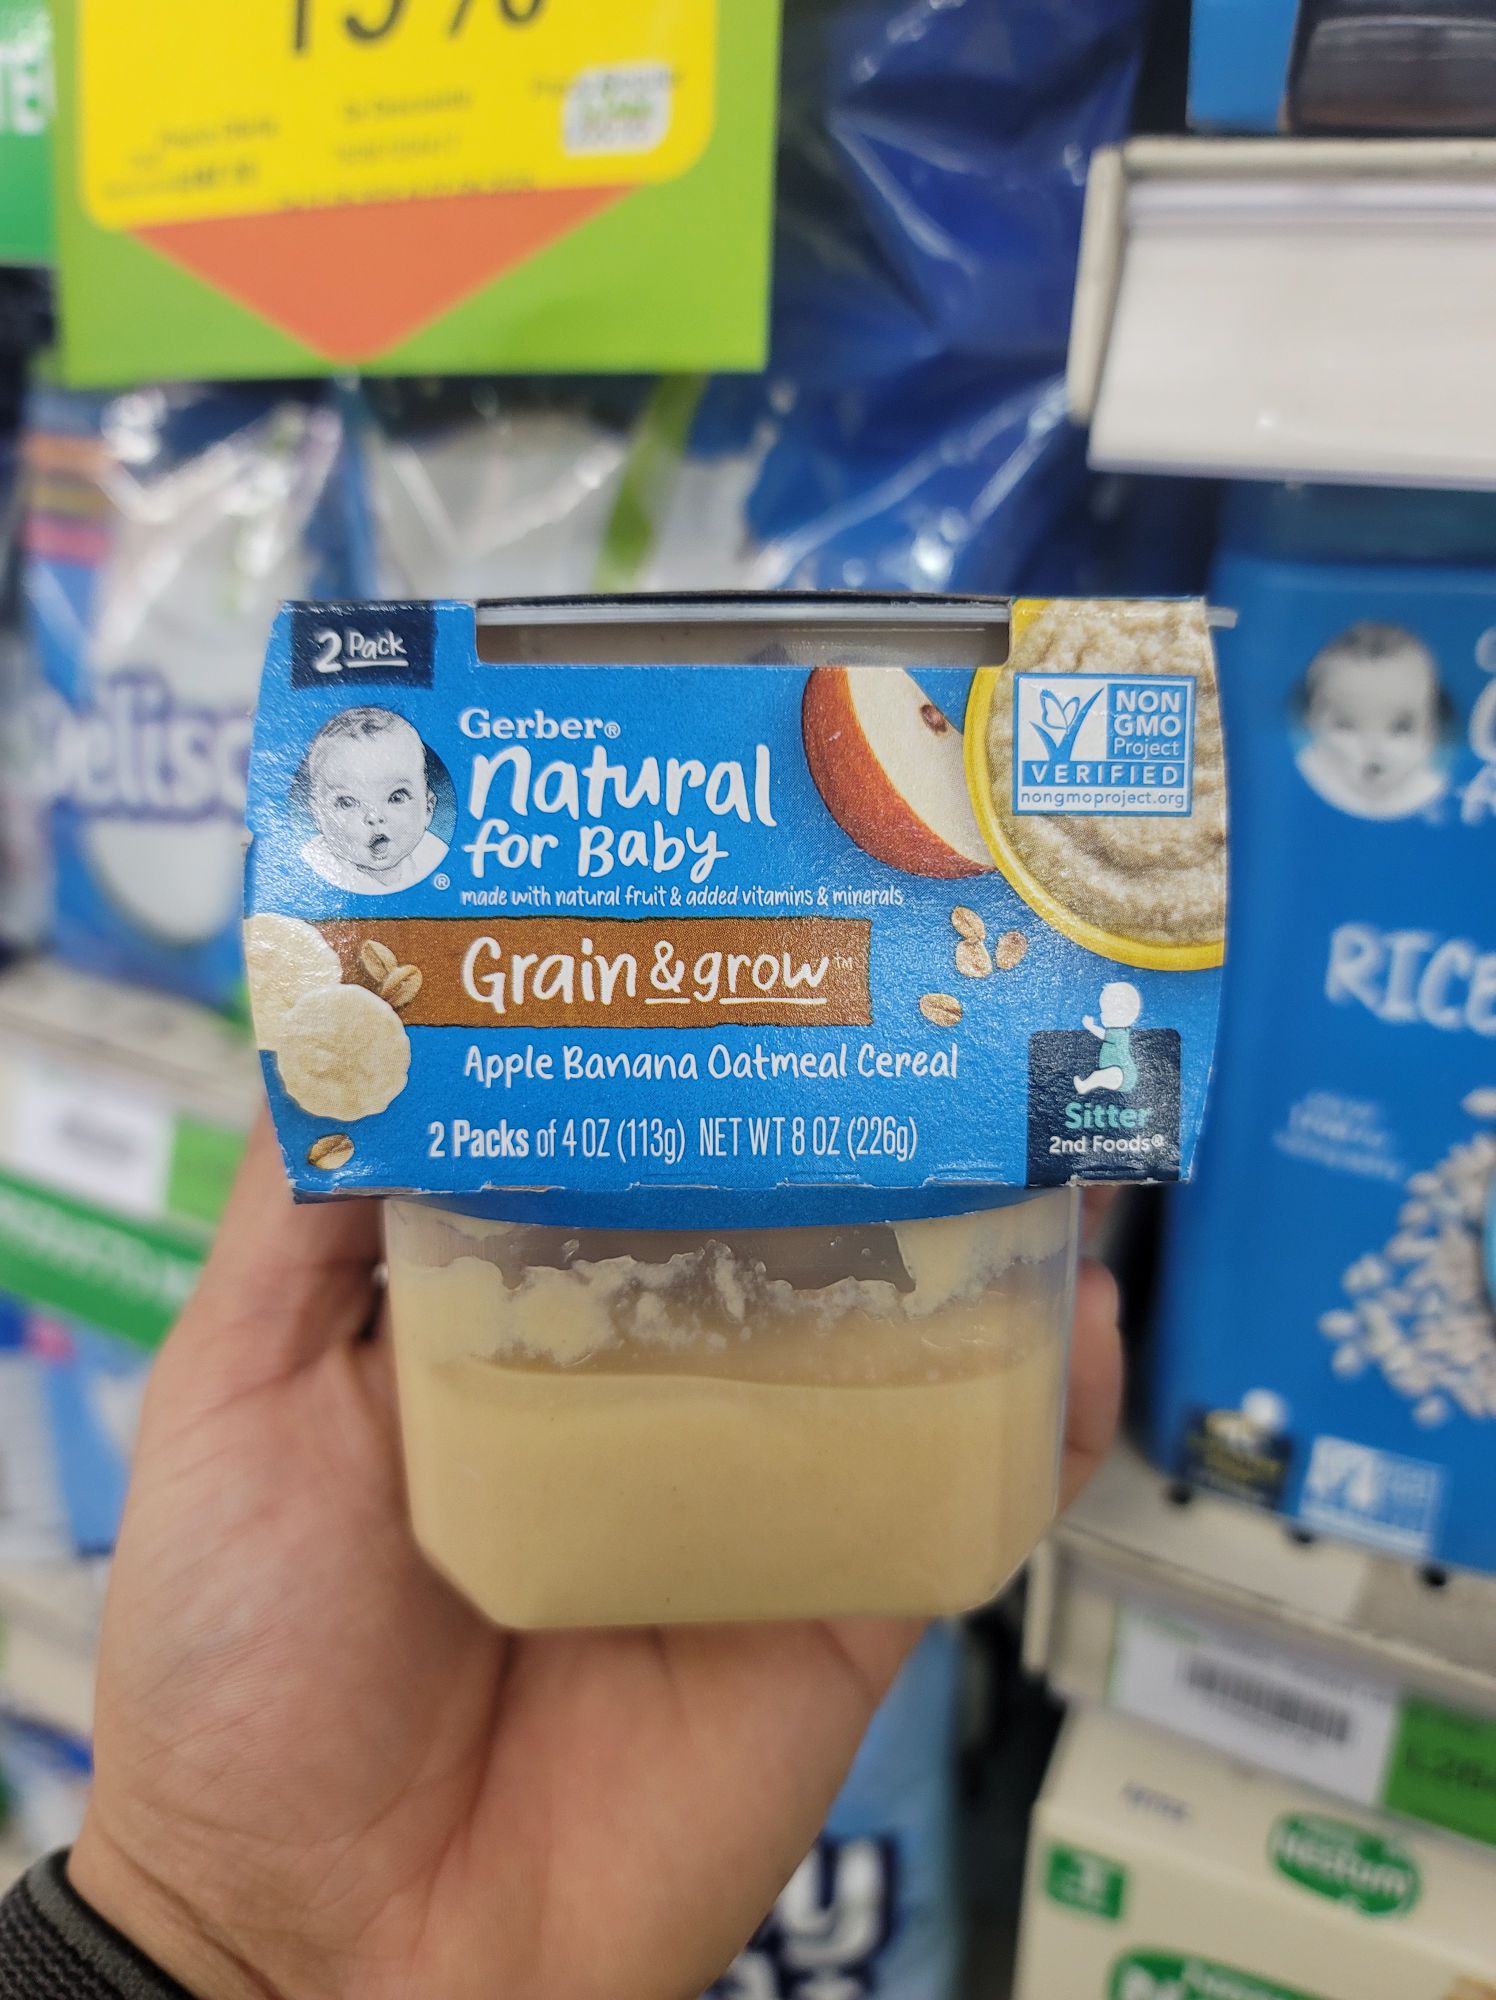 15%
2 Pack
Gerber®
Natural
for Baby
®
made with natural fruit & added vitamins & minerals
Grain & grow™
Apple Banana Oatmeal Cereal
2 Packs of 4 OZ (113g) NET WT 8 OZ (226g)
NON
GMO
Project
VERIFIED
nongmoproject.org
Sitter
2nd Foods®
RICE
Nestum